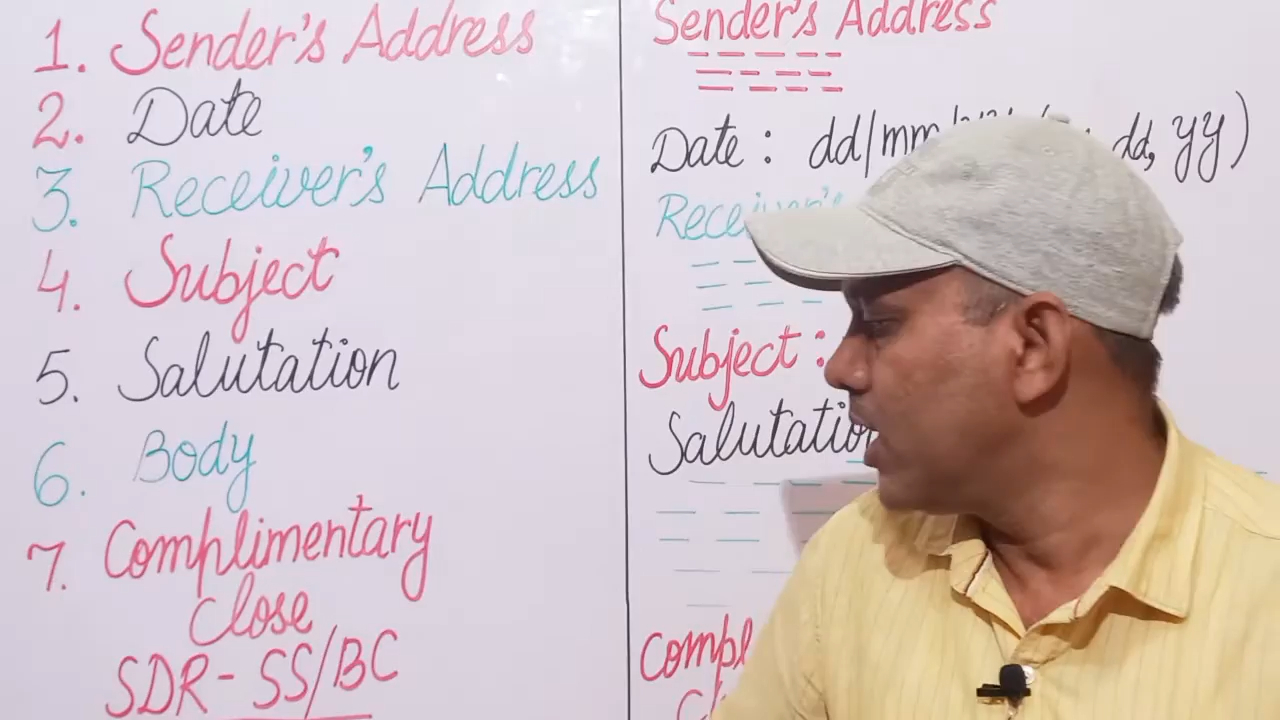 1. Sender's Address
2. Date
3. Receiver's Address
4. Subject
5. Salutation
6. Body
7. Complimentary
Close
SDR - SS/BC
Sender's Address
Date : dd/mm dd, yy)
Subject :